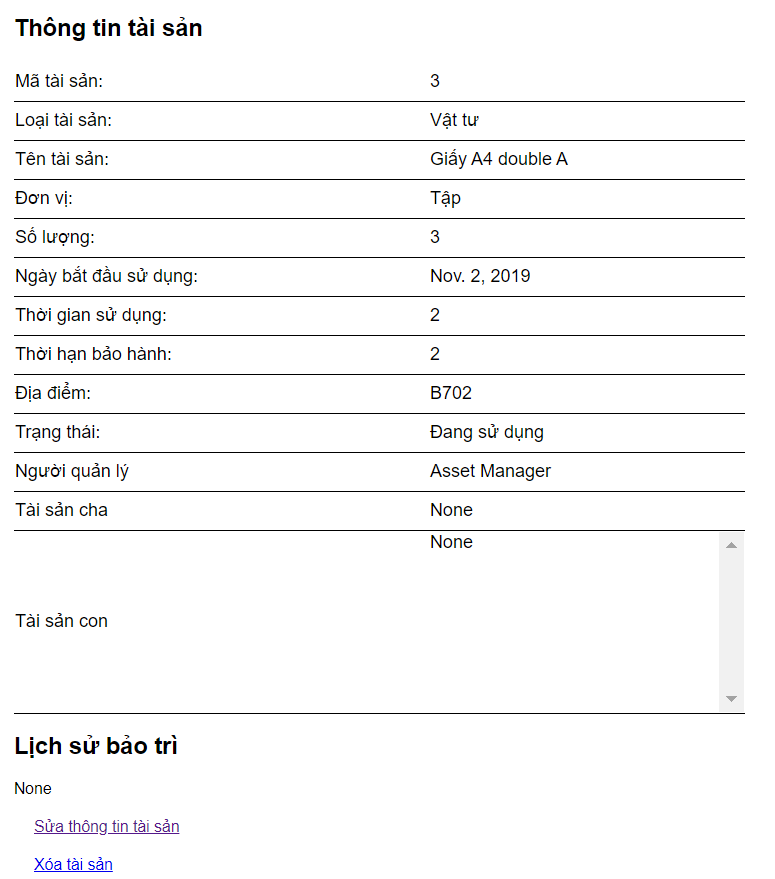 Thông tin tài sản
Mã tài sản: 3
Loại tài sản: Vật tư
Tên tài sản: Giấy A4 double A
Đơn vị: Tập
Số lượng: 3
Ngày bắt đầu sử dụng: Nov. 2, 2019
Thời gian sử dụng: 2
Thời hạn bảo hành: 2
Địa điểm: B702
Trạng thái: Đang sử dụng
Người quản lý Asset Manager
Tài sản cha None
Tài sản con None
Lịch sử bảo trì
None
Sửa thông tin tài sản
Xóa tài sản